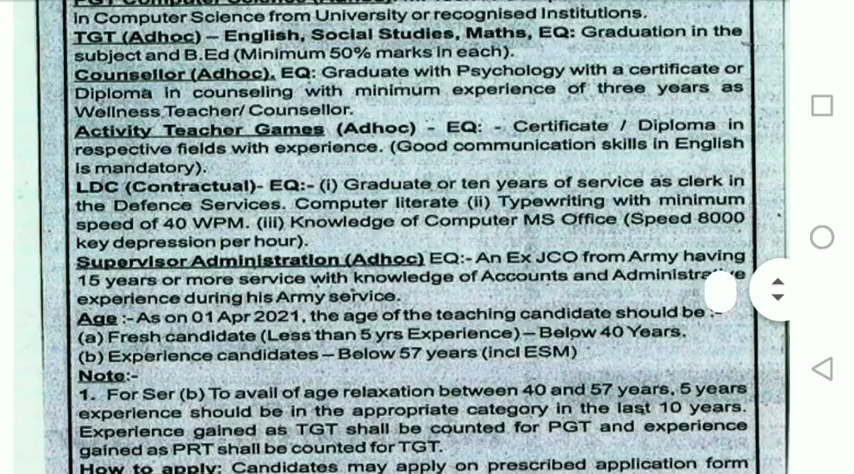 PGT Computer Science (Adhoc).
in Computer Science from University or recognised Institutions.
TGT (Adhoc) – English, Social Studies, Maths, EQ: Graduation in the
subject and B.Ed (Minimum 50% marks in each).
Counsellor (Adhoc). EQ: Graduate with Psychology with a certificate or
Diploma in counseling with minimum experience of three years as
Wellness Teacher/ Counsellor.
Activity Teacher Games (Adhoc) - EQ: - Certificate / Diploma in
respective fields with experience. (Good communication skills in English
is mandatory).
LDC (Contractual)- EQ:- (i) Graduate or ten years of service as clerk in
the Defence Services. Computer literate (ii) Typewriting with minimum
speed of 40 WPM. (iii) Knowledge of Computer MS Office (Speed 8000
key depression per hour).
Supervisor Administration (Adhoc) EQ:- An Ex JCO from Army having
15 years or more service with knowledge of Accounts and Administrative
experience during his Army service.
Age :- As on 01 Apr 2021, the age of the teaching candidate should be :-
(a) Fresh candidate (Less than 5 yrs Experience) – Below 40 Years.
(b) Experience candidates – Below 57 years (incl ESM)
Note:-
1. For Ser (b) To avail of age relaxation between 40 and 57 years, 5 years
experience should be in the appropriate category in the last 10 years.
Experience gained as TGT shall be counted for PGT and experience
gained as PRT shall be counted for TGT.
How to apply: Candidates may apply on prescribed application form